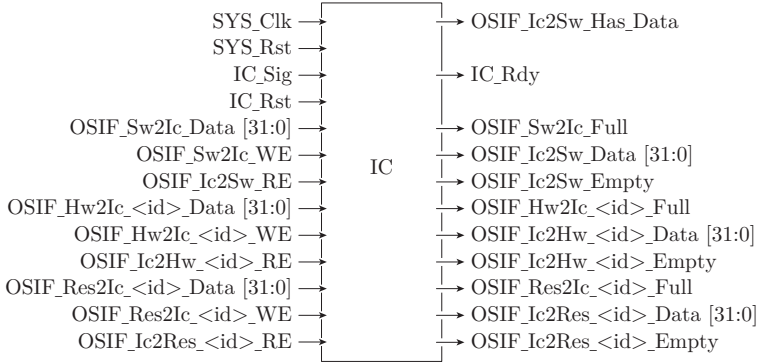 SYS_Clk
OSIF_Ic2Sw_Has_Data
SYS_Rst
IC_Sig
IC_Rdy
IC_Rst
OSIF_Sw2Ic_Data [31:0]
OSIF_Sw2Ic_Full
OSIF_Sw2Ic_WE
OSIF_Ic2Sw_Data [31:0]
IC
OSIF_Ic2Sw_RE
OSIF_Ic2Sw_Empty
OSIF_Hw2Ic_<id>_Data [31:0]
OSIF_Hw2Ic_<id>_Full
OSIF_Hw2Ic_<id>_WE
OSIF_Ic2Hw_<id>_Data [31:0]
OSIF_Ic2Hw_<id>_RE
OSIF_Ic2Hw_<id>_Empty
OSIF_Res2Ic_<id>_Data [31:0]
OSIF_Res2Ic_<id>_Full
OSIF_Res2Ic_<id>_WE
OSIF_Ic2Res_<id>_Data [31:0]
OSIF_Ic2Res_<id>_RE
OSIF_Ic2Res_<id>_Empty